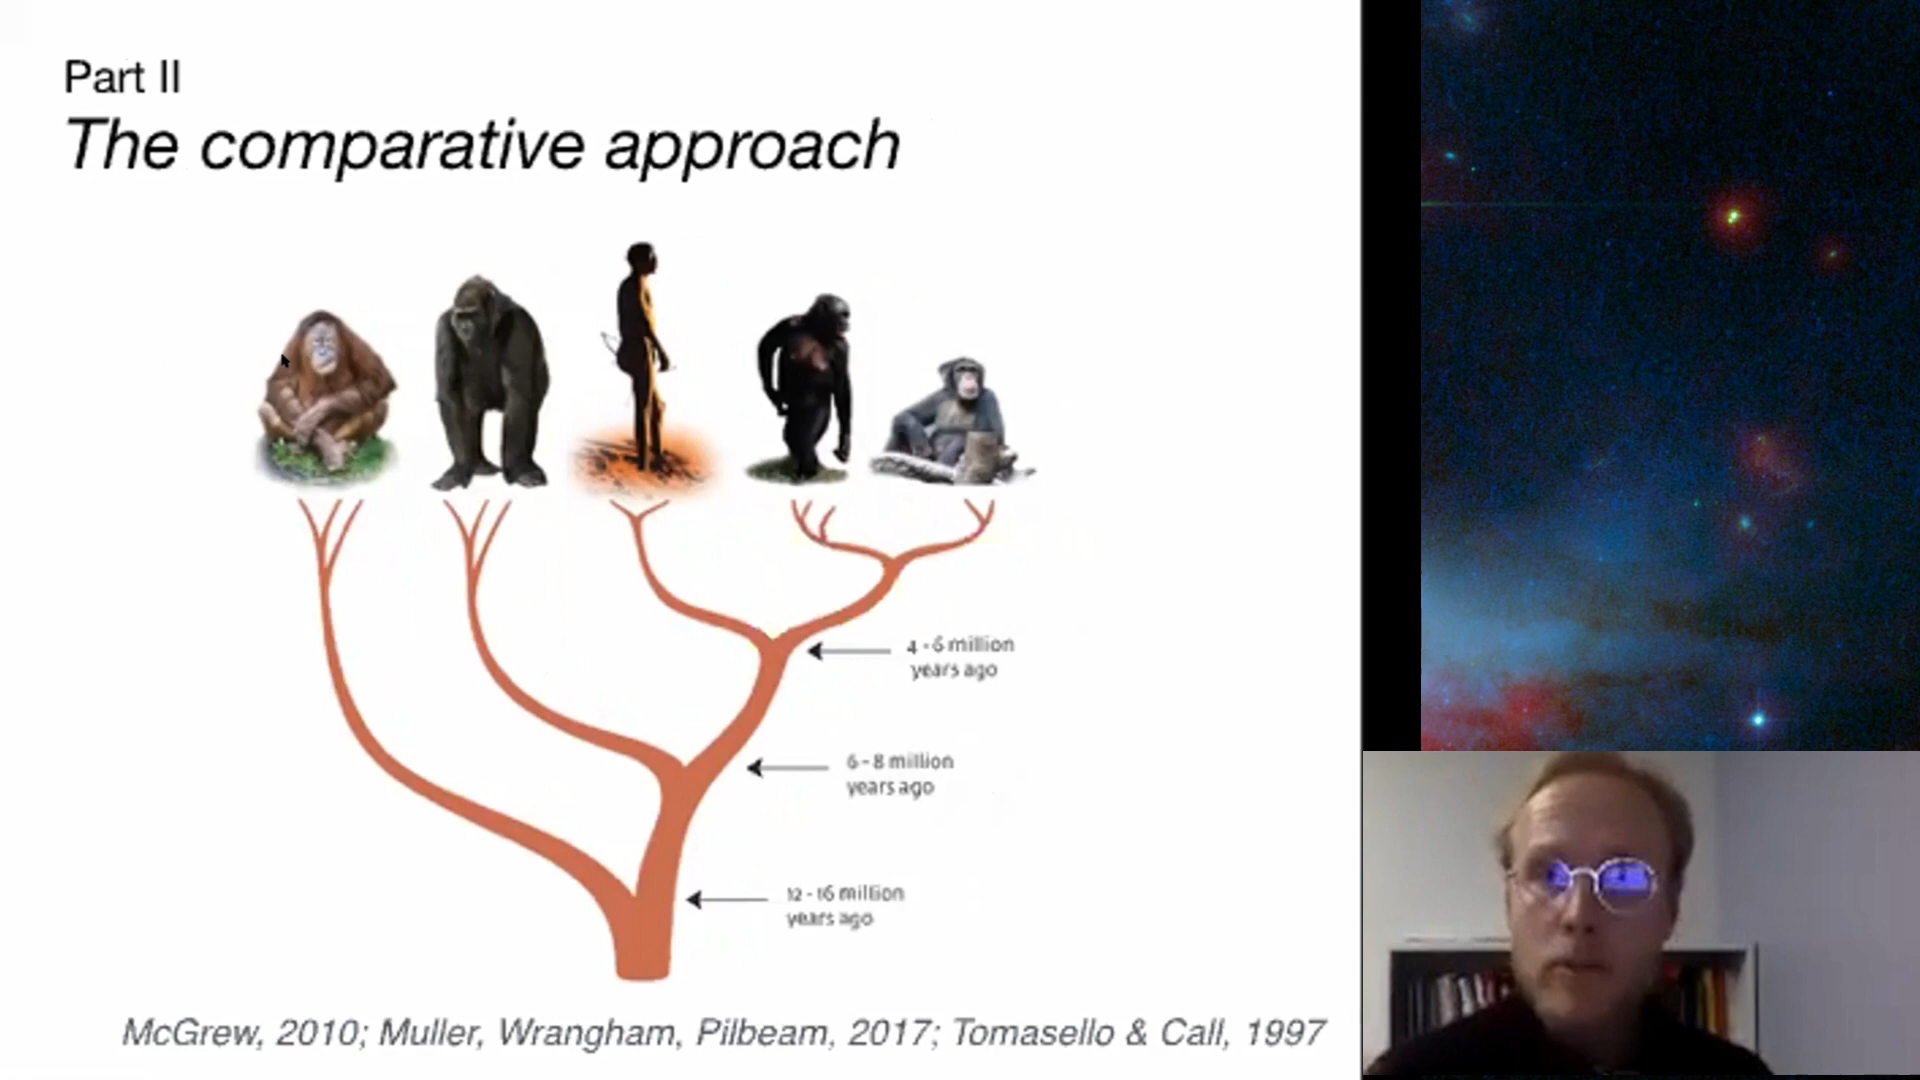 Part II
The comparative approach
4 - 6 million
years ago
6 - 8 million
years ago
12 - 16 million
years ago
McGrew, 2010; Muller, Wrangham, Pilbeam, 2017; Tomasello & Call, 1997